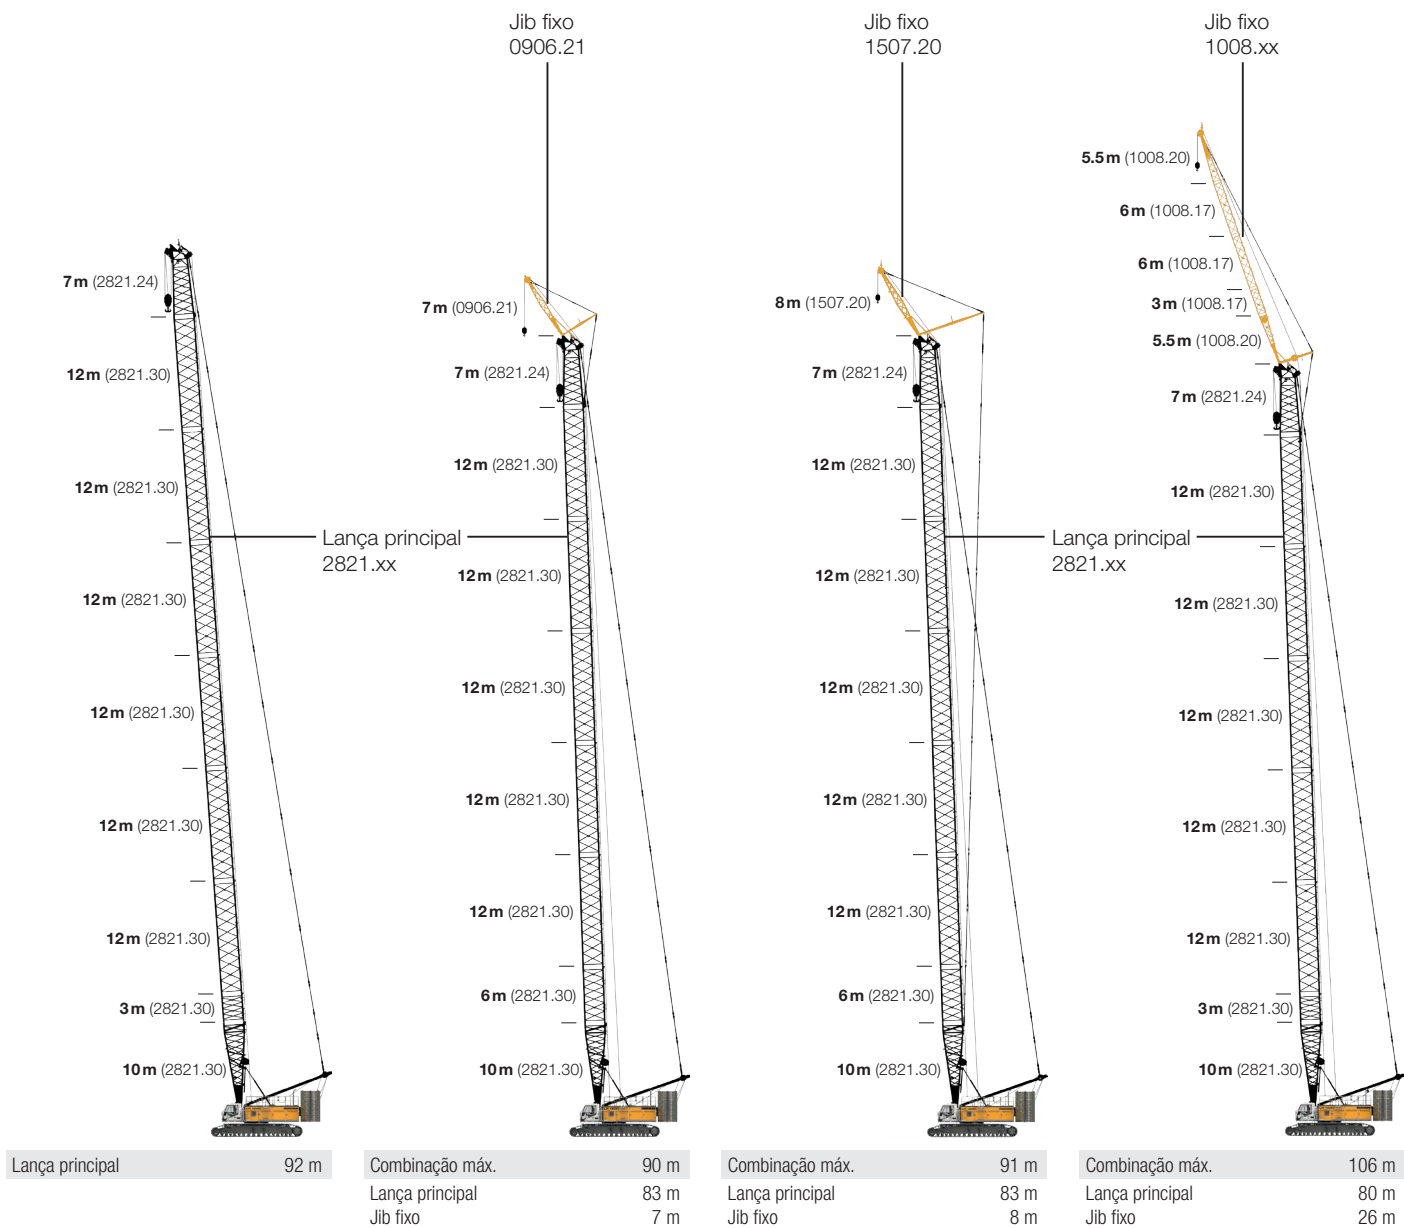 Jib fixo
0906.21
Jib fixo
1507.20
Jib fixo
1008.xx
7 m (2821.24)
12 m (2821.30)
12 m (2821.30)
12 m (2821.30)
12 m (2821.30)
12 m (2821.30)
12 m (2821.30)
3 m (2821.30)
10 m (2821.30)
Lança principal
2821.xx
7 m (0906.21)
7 m (2821.24)
12 m (2821.30)
12 m (2821.30)
12 m (2821.30)
12 m (2821.30)
12 m (2821.30)
6 m (2821.30)
10 m (2821.30)
8 m (1507.20)
7 m (2821.24)
12 m (2821.30)
12 m (2821.30)
12 m (2821.30)
12 m (2821.30)
12 m (2821.30)
6 m (2821.30)
10 m (2821.30)
Lança principal
2821.xx
5.5 m (1008.20)
6 m (1008.17)
6 m (1008.17)
3 m (1008.17)
5.5 m (1008.20)
7 m (2821.24)
12 m (2821.30)
12 m (2821.30)
12 m (2821.30)
12 m (2821.30)
12 m (2821.30)
3 m (2821.30)
10 m (2821.30)
Lança principal 92 m
Combinação máx. 90 m
Lança principal 83 m
Jib fixo 7 m
Combinação máx. 91 m
Lança principal 83 m
Jib fixo 8 m
Combinação máx. 106 m
Lança principal 80 m
Jib fixo 26 m